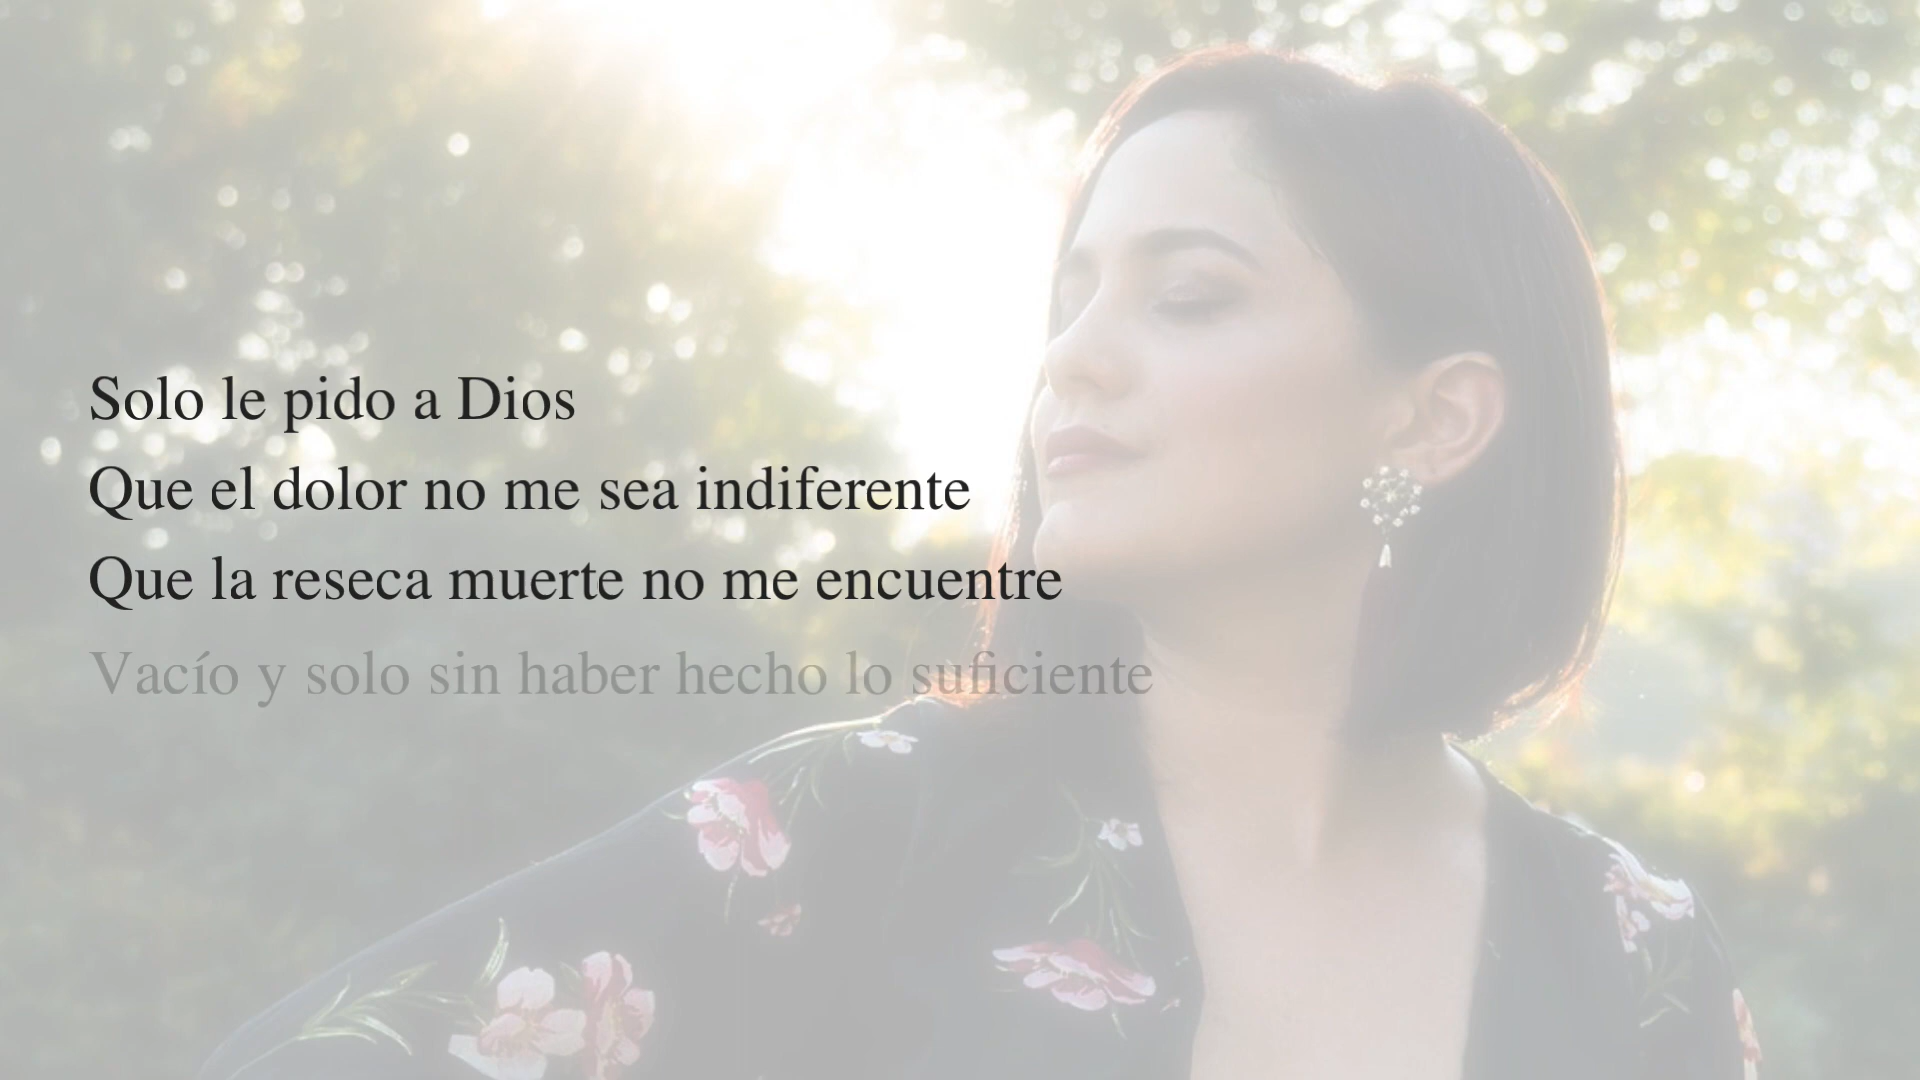 Solo le pido a Dios
Que el dolor no me sea indiferente
Que la reseca muerte no me encuentre
Vacío y solo sin haber hecho lo suficiente